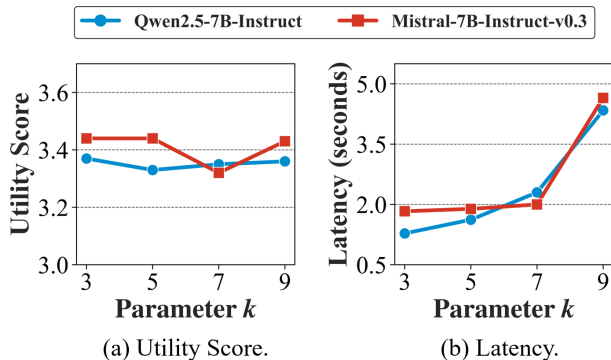 Qwen2.5-7B-Instruct Mistral-7B-Instruct-v0.3
Utility Score
3.6
3.4
3.2
3.0
3 5 7 9
Parameter k
(a) Utility Score.
Latency (seconds)
5.0
3.5
2.0
0.5
3 5 7 9
Parameter k
(b) Latency.